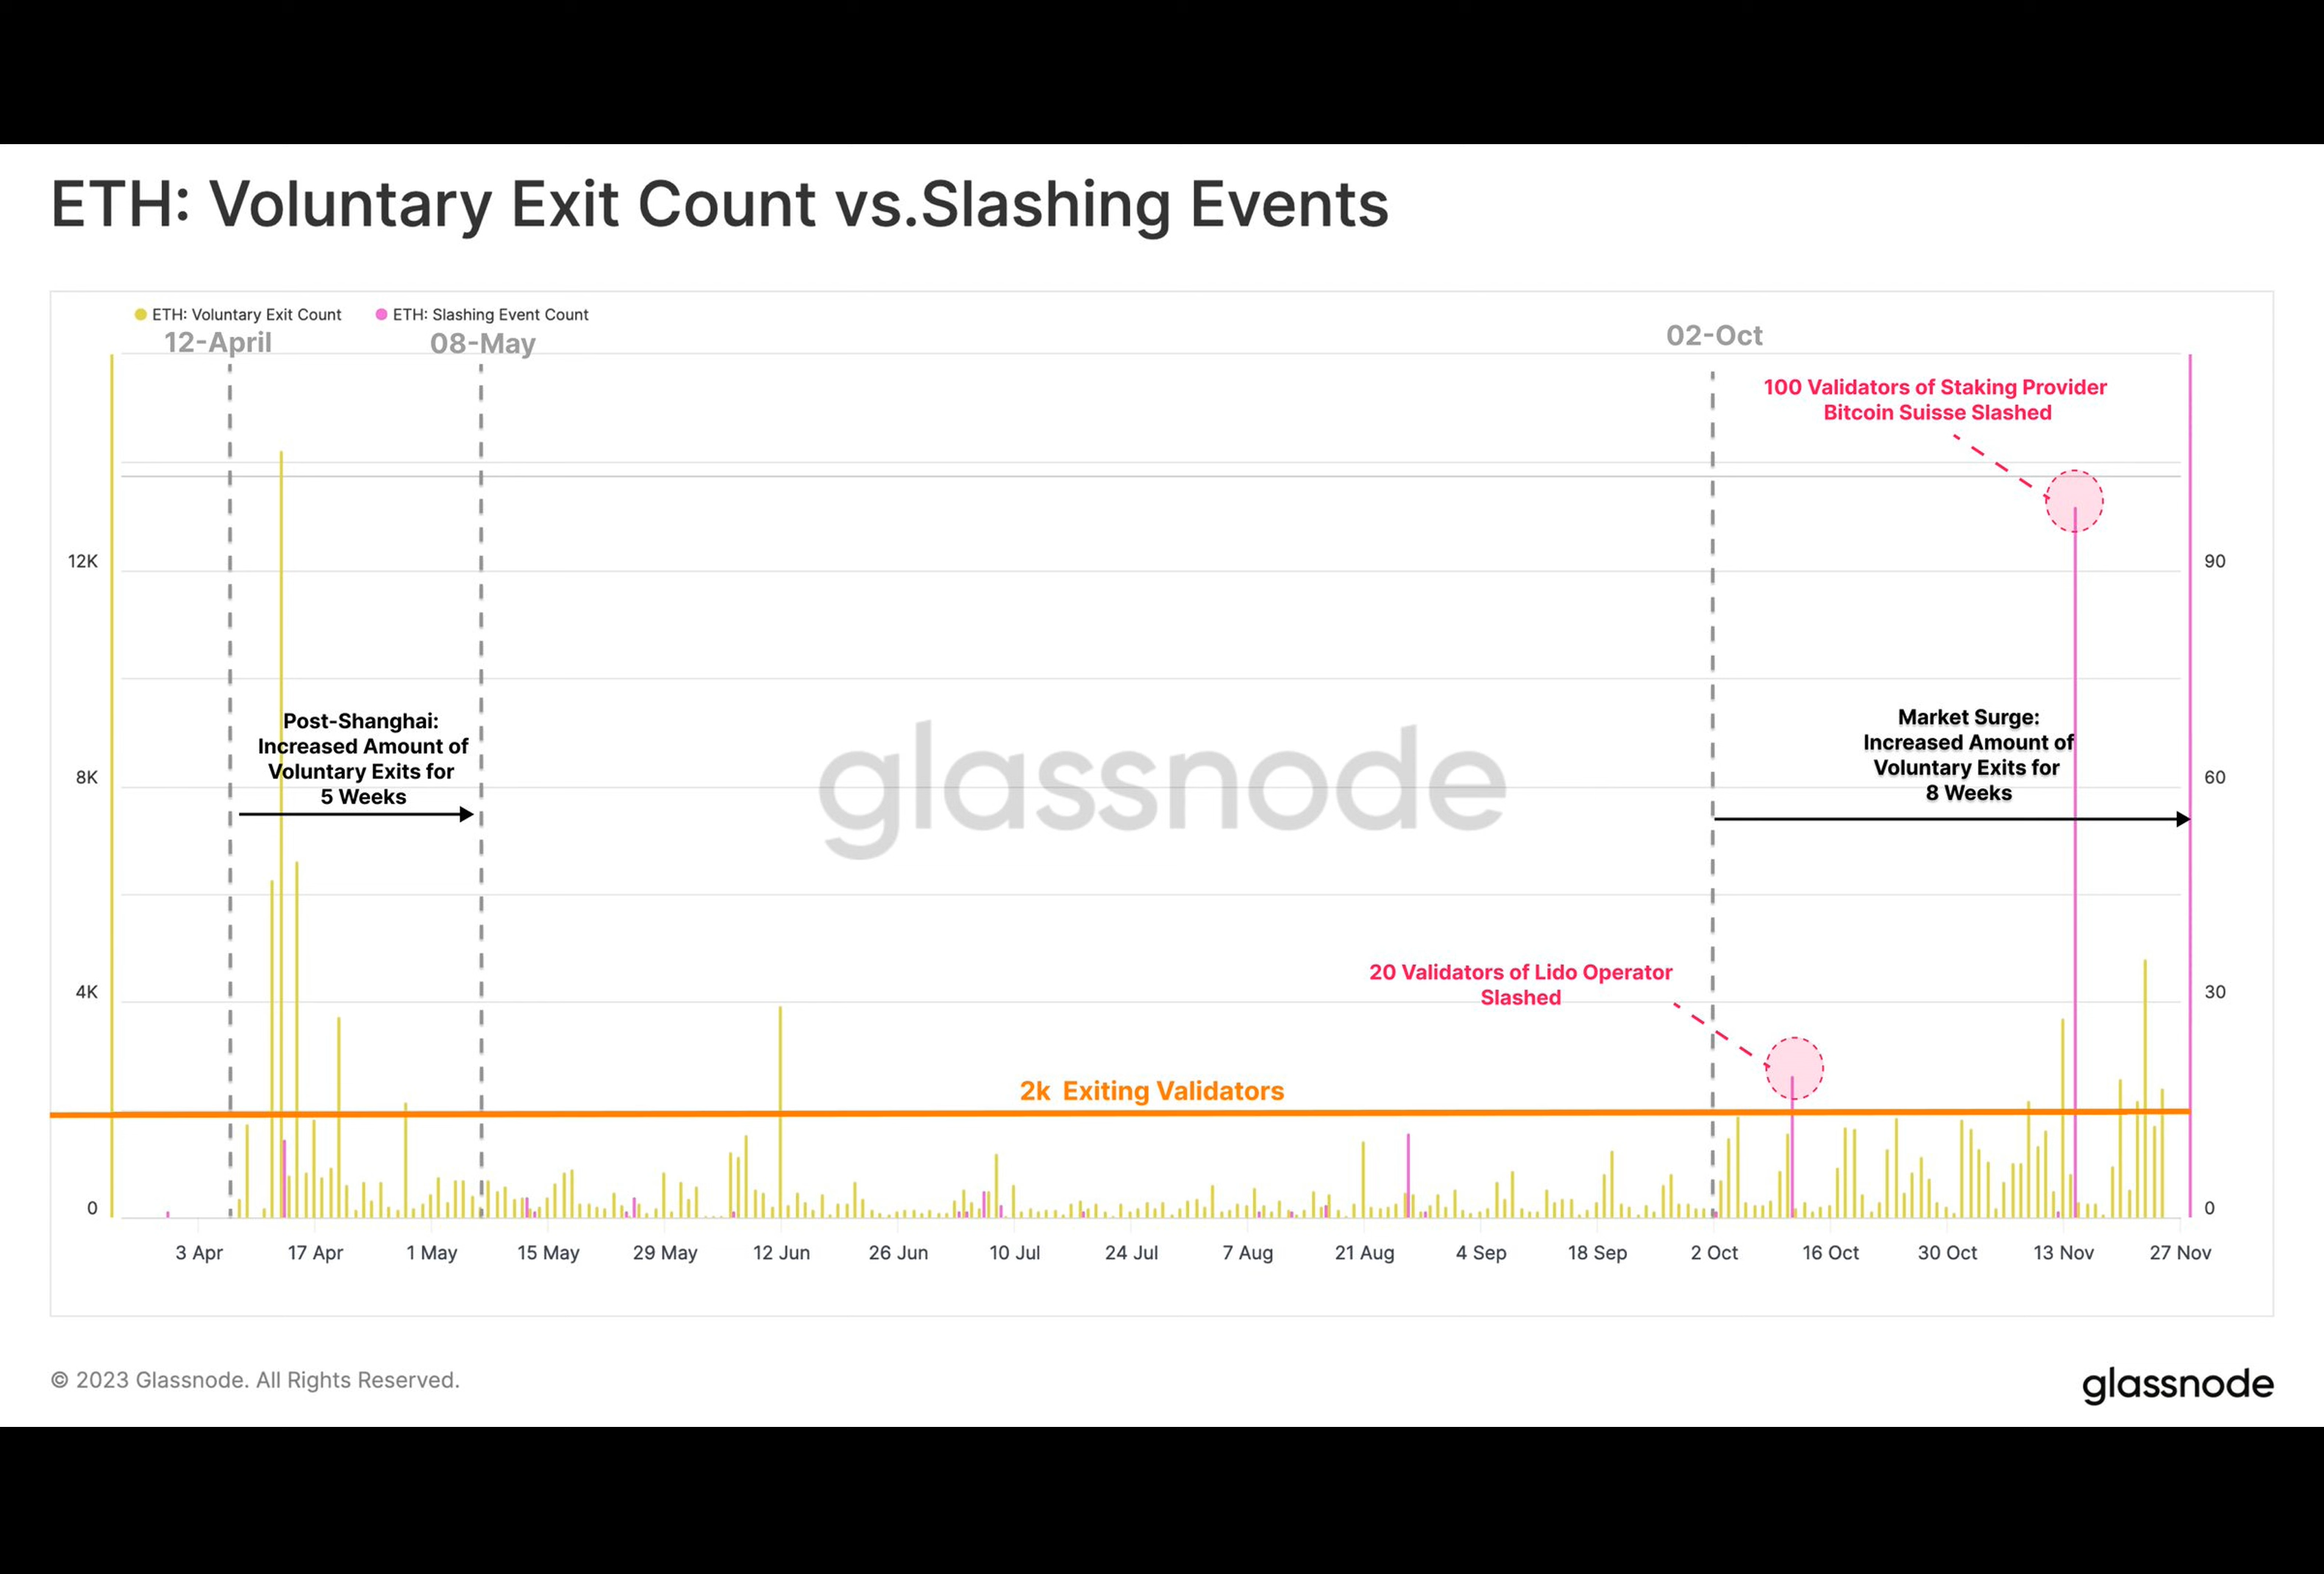 ETH: Voluntary Exit Count vs.Slashing Events
ETH: Voluntary Exit Count ETH: Slashing Event Count
12-April 08-May 02-Oct
100 Validators of Staking Provider
Bitcoin Suisse Slashed
12K 90
Post-Shanghai:
Increased Amount of
Voluntary Exits for
5 Weeks
Market Surge:
Increased Amount of
Voluntary Exits for
8 Weeks
8K 60
glassnode
20 Validators of Lido Operator
Slashed
4K 30
2k Exiting Validators
0 0
3 Apr 17 Apr 1 May 15 May 29 May 12 Jun 26 Jun 10 Jul 24 Jul 7 Aug 21 Aug 4 Sep 18 Sep 2 Oct 16 Oct 30 Oct 13 Nov 27 Nov
© 2023 Glassnode. All Rights Reserved.
glassnode